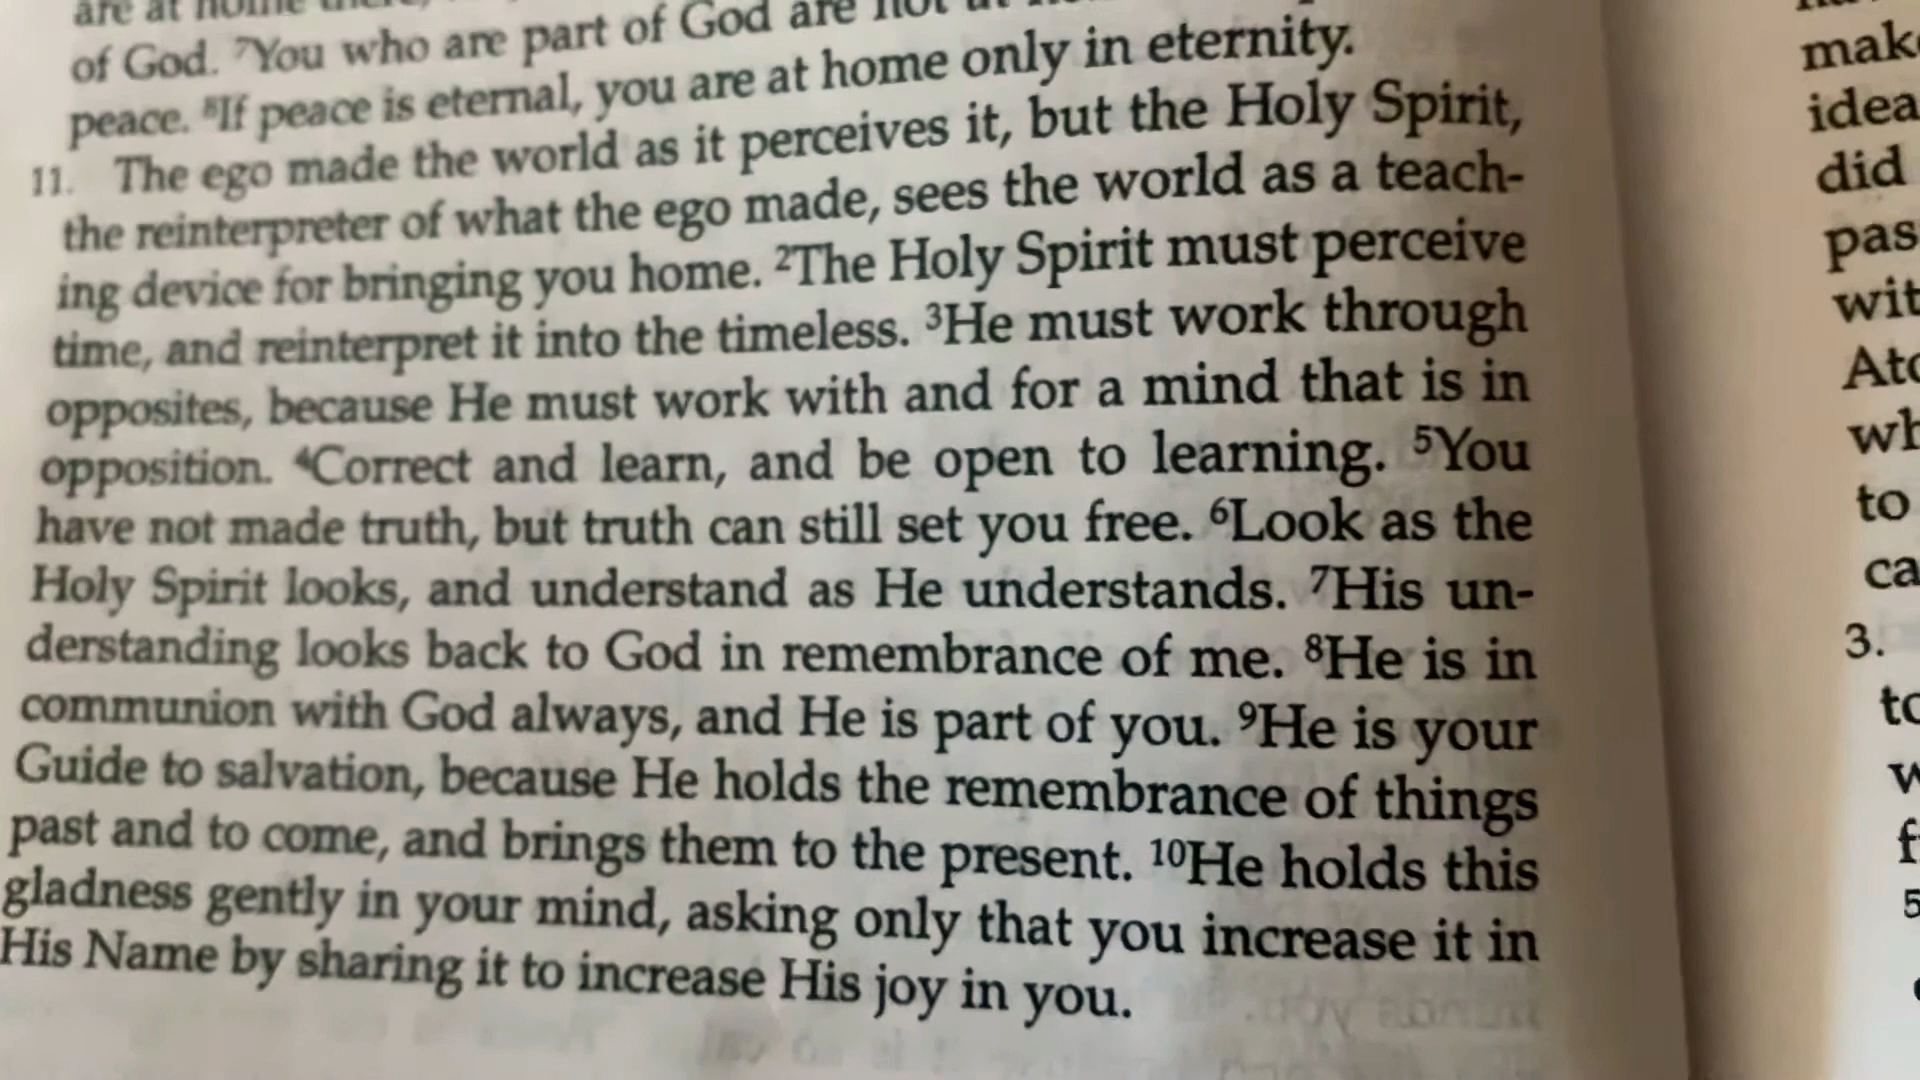 are at home
of God. ⁷You who are part of God are not at
peace. ⁸If peace is eternal, you are at home only in eternity.
11. The ego made the world as it perceives it, but the Holy Spirit,
the reinterpreter of what the ego made, sees the world as a teach-
ing device for bringing you home. ²The Holy Spirit must perceive
time, and reinterpret it into the timeless. ³He must work through
opposites, because He must work with and for a mind that is in
opposition. ⁴Correct and learn, and be open to learning. ⁵You
have not made truth, but truth can still set you free. ⁶Look as the
Holy Spirit looks, and understand as He understands. ⁷His un-
derstanding looks back to God in remembrance of me. ⁸He is in
communion with God always, and He is part of you. ⁹He is your
Guide to salvation, because He holds the remembrance of things
past and to come, and brings them to the present. ¹⁰He holds this
gladness gently in your mind, asking only that you increase it in
His Name by sharing it to increase His joy in you.
mak
idea
did
pas
wit
Ato
wh
to
ca
3.
to
w
f
5